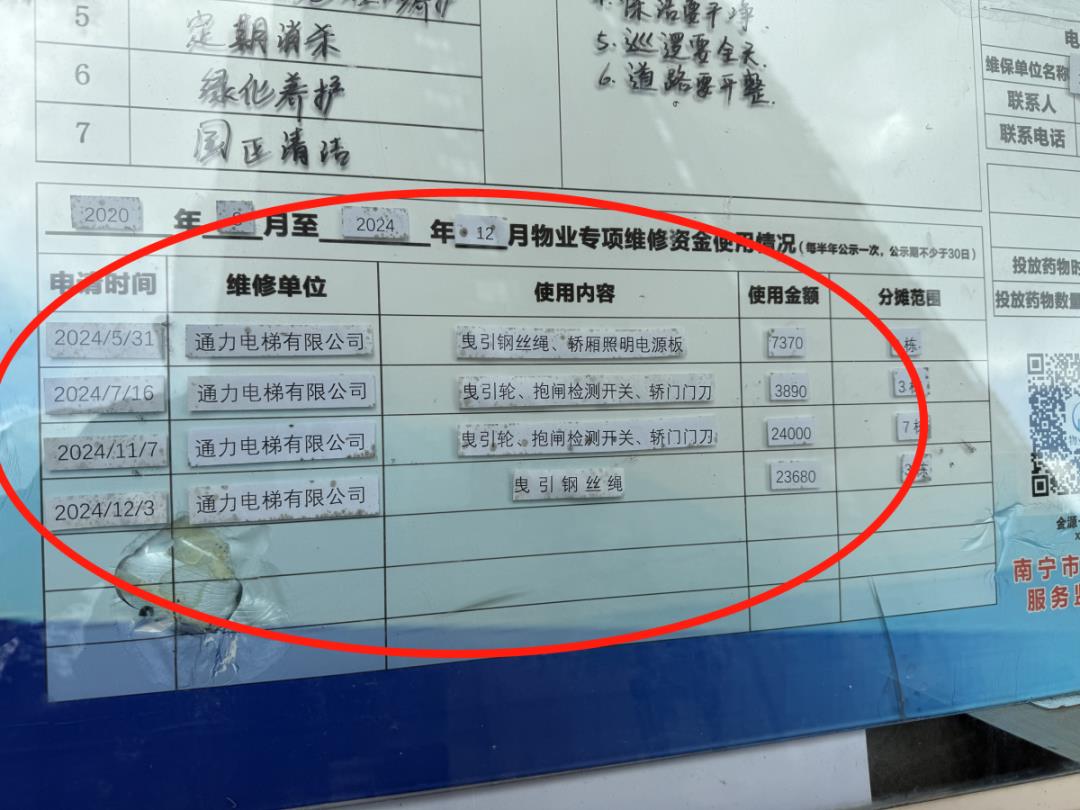 5
定期消杀
6
绿化养护
7
园区清洁
5. 巡逻要全天.
6. 道路要平整.
维保单位名称
联系人
联系电话
2020 年 月至 2024 年 12 月物业专项维修资金使用情况(每半年公示一次，公示期不少于30日)
申请时间 维修单位 使用内容 使用金额 分摊范围
2024/5/31 通力电梯有限公司 曳引钢丝绳、轿厢照明电源板 7370 栋
2024/7/16 通力电梯有限公司 曳引轮、抱闸检测开关、轿门门刀 3890 3
2024/11/7 通力电梯有限公司 曳引轮、抱闸检测开关、轿门门刀 24000 7
2024/12/3 通力电梯有限公司 曳引钢丝绳 23680 栋
投放药物时
投放药物数量
金源
南宁市
服务监